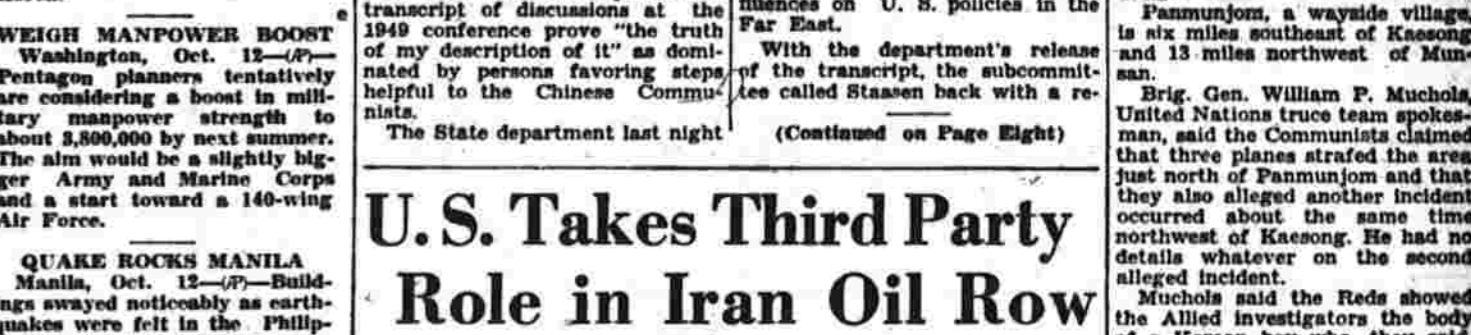 e
WEIGH MANPOWER BOOST
Washington, Oct. 12—(AP)—
Pentagon planners tentatively
are considering a boost in mili-
tary manpower strength to
about 3,800,000 by next summer.
The aim would be a slightly big-
ger Army and Marine Corps
and a start toward a 140-wing
Air Force.
QUAKE ROCKS MANILA
Manila, Oct. 12—(AP)—Build-
ings swayed noticeably as earth-
quakes were felt in the Philip-
transcript of discussions at the
1949 conference prove "the truth
of my description of it" as domi-
nated by persons favoring steps
helpful to the Chinese Commu-
nists.
The State department last night
nuences on U. S. policies in the
Far East.
With the department's release
of the transcript, the subcommit-
tee called Stassen back with a re-
(Continued on Page Eight)
U. S. Takes Third Party
Role in Iran Oil Row
Panmunjom, a wayside village,
is six miles southeast of Kaesong
and 13 miles northwest of Mun-
san.
Brig. Gen. William P. Muchols,
United Nations truce team spokes-
man, said the Communists claimed
that three planes strafed the area
just north of Panmunjom and that
they also alleged another incident
occurred about the same time
northwest of Kaesong. He had no
details whatever on the second
alleged incident.
Muchols said the Reds showed
the Allied investigators the body